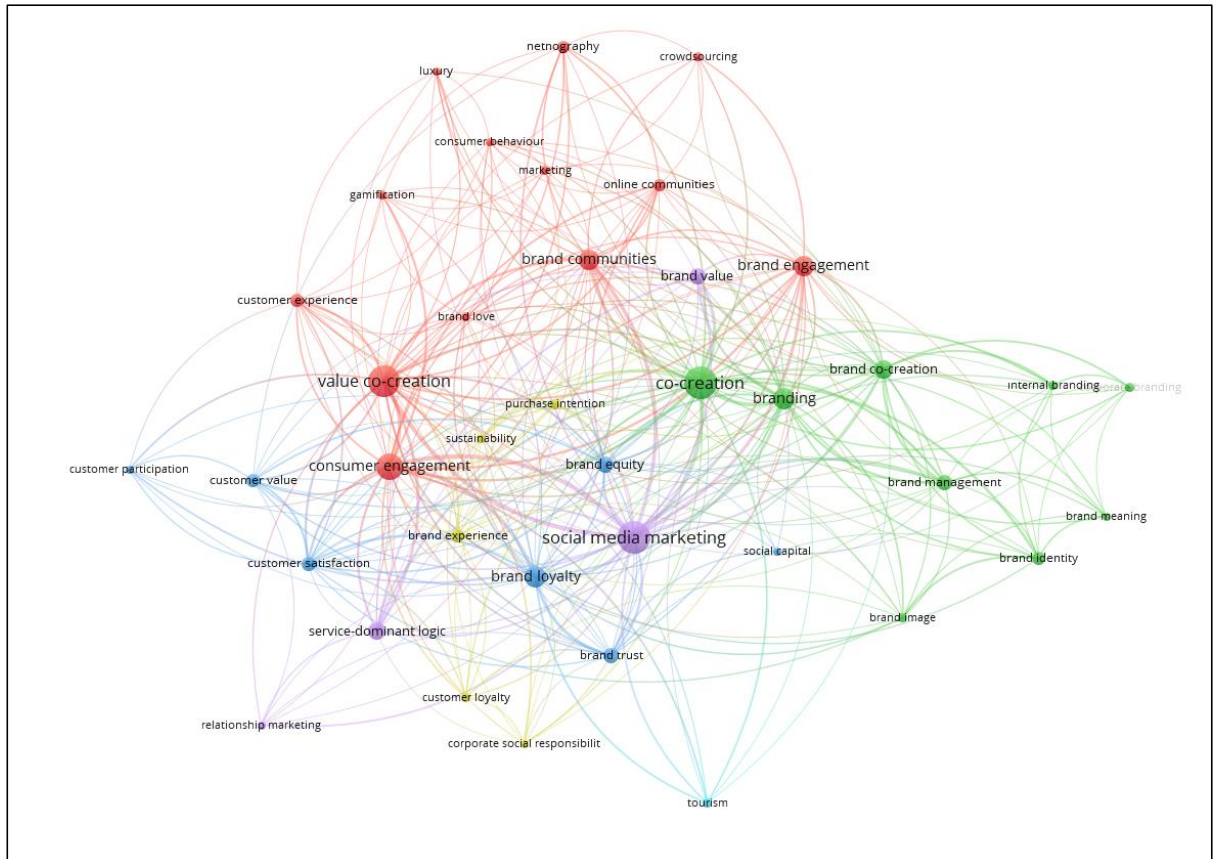 netnography
crowdsourcing
luxury
consumer behaviour
marketing
online communities
gamification
brand communities
brand engagement
brand value
customer experience
brand love
brand co-creation
value co-creation
co-creation
internal branding
branding
branding
purchase intention
sustainability
consumer engagement
brand equity
customer participation
customer value
brand management
brand meaning
brand experience
social media marketing
social capital
brand identity
customer satisfaction
brand loyalty
brand image
service-dominant logic
brand trust
customer loyalty
relationship marketing
corporate social responsibilit
tourism